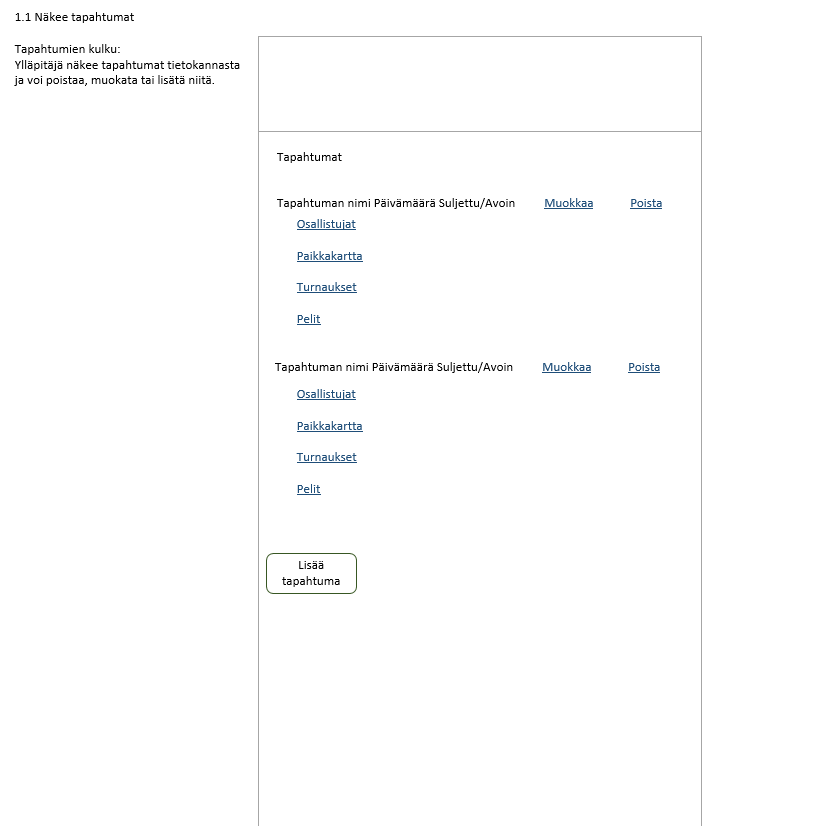 1.1 Näkee tapahtumat
Tapahtumien kulku:
Ylläpitäjä näkee tapahtumat tietokannasta
ja voi poistaa, muokata tai lisätä niitä.
Tapahtumat
Tapahtuman nimi Päivämäärä Suljettu/Avoin Muokkaa Poista
Osallistujat
Paikkakartta
Turnaukset
Pelit
Tapahtuman nimi Päivämäärä Suljettu/Avoin Muokkaa Poista
Osallistujat
Paikkakartta
Turnaukset
Pelit
Lisää
tapahtuma